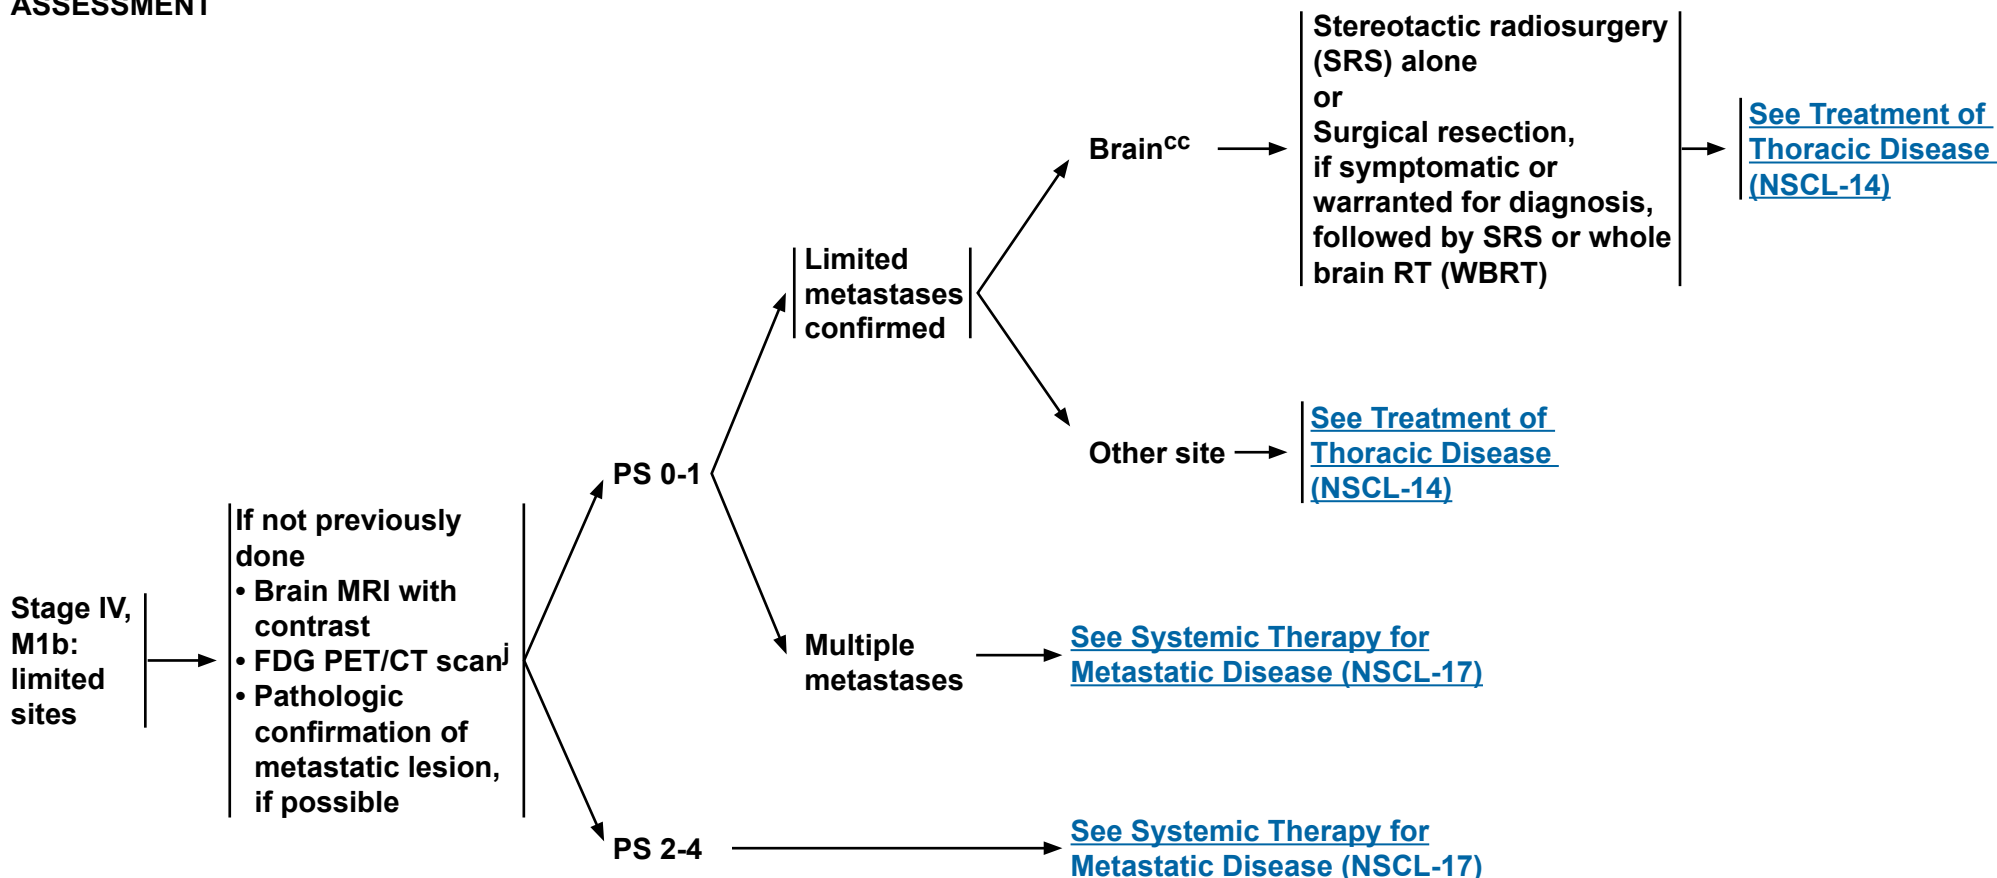 ASSESSMENT
Stage IV,
M1b:
limited
sites
If not previously
done
• Brain MRI with
contrast
• FDG PET/CT scanʲ
• Pathologic
confirmation of
metastatic lesion,
if possible
PS 0-1
Limited
metastases
confirmed
Brainᶜᶜ
Stereotactic radiosurgery
(SRS) alone
or
Surgical resection,
if symptomatic or
warranted for diagnosis,
followed by SRS or whole
brain RT (WBRT)
See Treatment of
Thoracic Disease
(NSCL-14)
Other site
See Treatment of
Thoracic Disease
(NSCL-14)
Multiple
metastases
See Systemic Therapy for
Metastatic Disease (NSCL-17)
PS 2-4
See Systemic Therapy for
Metastatic Disease (NSCL-17)